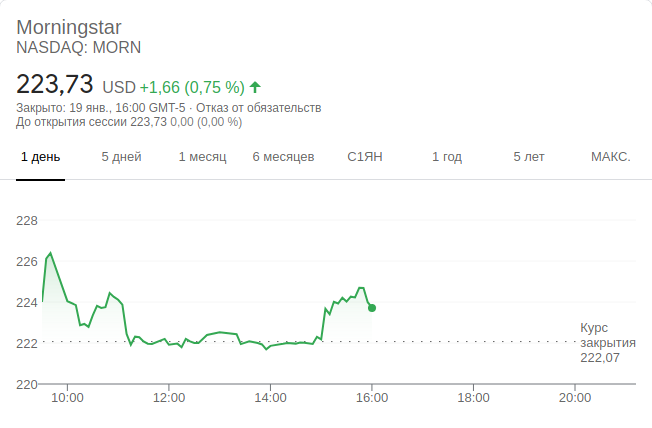 Morningstar
NASDAQ: MORN
223,73 USD +1,66 (0,75 %)
Закрыто: 19 янв., 16:00 GMT-5 · Отказ от обязательств
До открытия сессии 223,73 0,00 (0,00 %)
1 день 5 дней 1 месяц 6 месяцев С1ЯН 1 год 5 лет МАКС.
228
226
224
222
220
Курс
закрытия
222,07
10:00 12:00 14:00 16:00 18:00 20:00